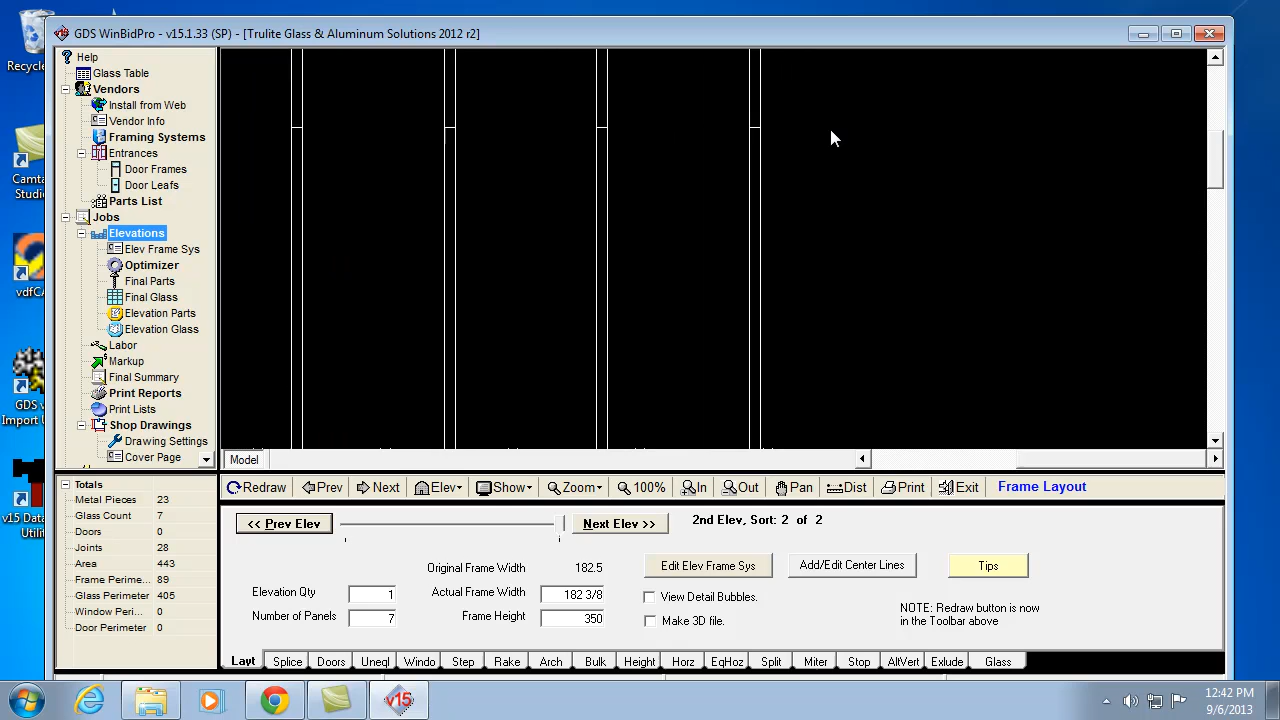 GDS WinBidPro - v15.1.33 (SP) - [Trulite Glass & Aluminum Solutions 2012 r2]
Help
Glass Table
Vendors
Install from Web
Vendor Info
Framing Systems
Entrances
Door Frames
Door Leafs
Parts List
Jobs
Elevations
Elev Frame Sys
Optimizer
Final Parts
Final Glass
Elevation Parts
Elevation Glass
Labor
Markup
Final Summary
Print Reports
Print Lists
Shop Drawings
Drawing Settings
Cover Page
Recycle
Camta
Studio
vdfCA
GDS v
Import U
v15 Data
Utilit
Model
Redraw Prev Next Elev Show Zoom 100% In Out Pan Dist Print Exit Frame Layout
Totals
Metal Pieces 23
Glass Count 7
Doors 0
Joints 28
Area 443
Frame Perime... 89
Glass Perimeter 405
Window Peri... 0
Door Perimeter 0
<< Prev Elev Next Elev >> 2nd Elev, Sort: 2 of 2
Original Frame Width 182.5 Edit Elev Frame Sys Add/Edit Center Lines Tips
Elevation Qty 1 Actual Frame Width 182 3/8 View Detail Bubbles.
Number of Panels 7 Frame Height 350 Make 3D file.
NOTE: Redraw button is now
in the Toolbar above
Layt Splice Doors Uneql Windo Step Rake Arch Bulk Height Horz EqHoz Split Miter Stop AltVert Exlude Glass
v15
12:42 PM
9/6/2013